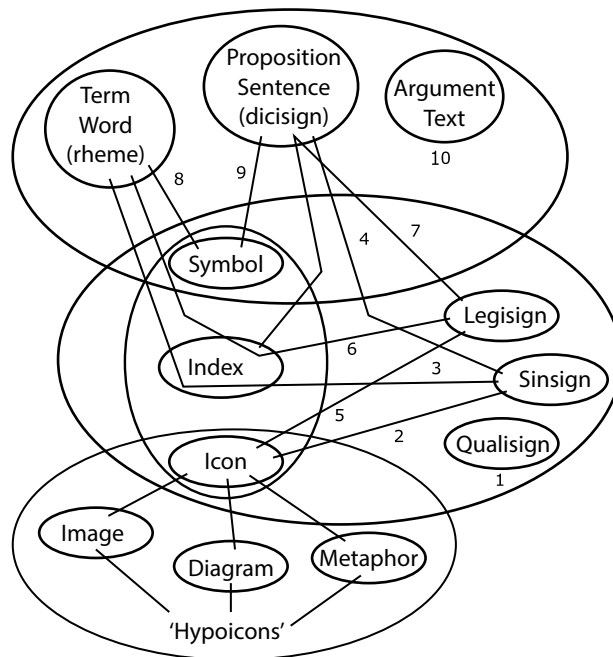 Term
Word
(rheme)
Proposition
Sentence
(dicisign)
Argument
Text
10
8
9
4
7
Symbol
Legisign
6
Index
3
Sinsign
5
2
Icon
Qualisign
1
Image
Diagram
Metaphor
'Hypoicons'